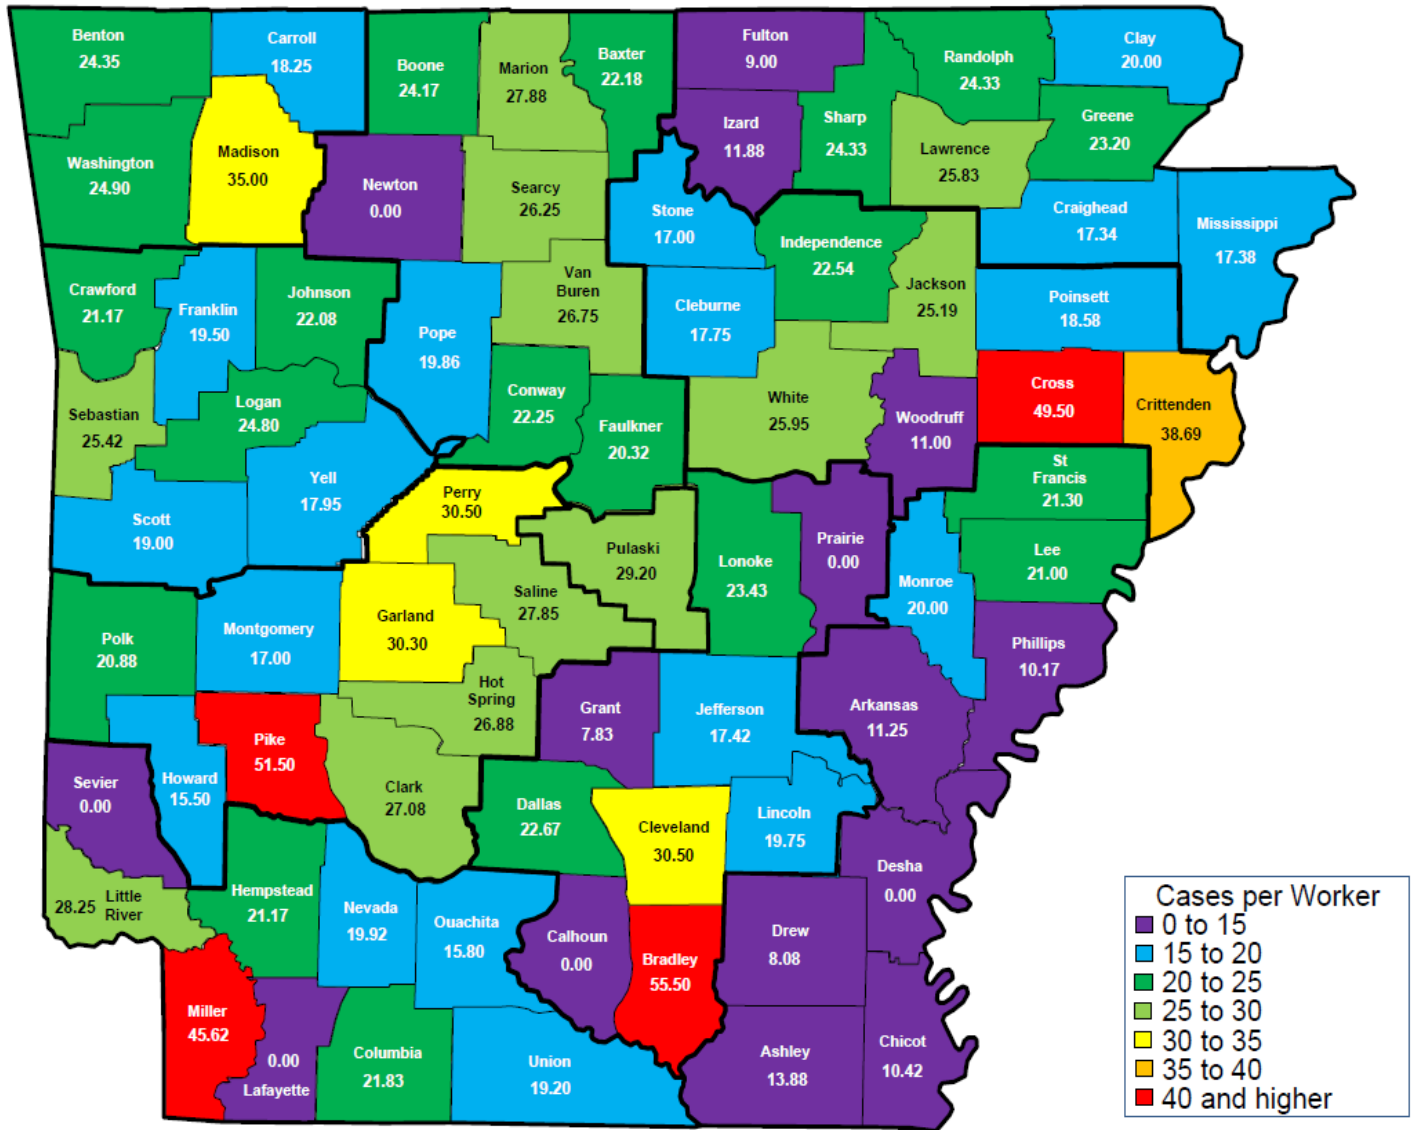 Benton
24.35
Carroll
18.25
Boone
24.17
Marion
27.88
Baxter
22.18
Fulton
9.00
Randolph
24.33
Clay
20.00
Washington
24.90
Madison
35.00
Newton
0.00
Searcy
26.25
Izard
11.88
Sharp
24.33
Lawrence
25.83
Greene
23.20
Stone
17.00
Independence
22.54
Craighead
17.34
Mississippi
17.38
Crawford
21.17
Franklin
19.50
Johnson
22.08
Pope
19.86
Van
Buren
26.75
Cleburne
17.75
Jackson
25.19
Poinsett
18.58
Sebastian
25.42
Logan
24.80
Conway
22.25
Faulkner
20.32
White
25.95
Woodruff
11.00
Cross
49.50
Crittenden
38.69
Scott
19.00
Yell
17.95
Perry
30.50
Pulaski
29.20
Lonoke
23.43
Prairie
0.00
Monroe
20.00
St
Francis
21.30
Lee
21.00
Polk
20.88
Montgomery
17.00
Garland
30.30
Saline
27.85
Hot
Spring
26.88
Grant
7.83
Jefferson
17.42
Arkansas
11.25
Phillips
10.17
Sevier
0.00
Howard
15.50
Pike
51.50
Clark
27.08
Dallas
22.67
Cleveland
30.50
Lincoln
19.75
Desha
0.00
28.25 Little
River
Hempstead
21.17
Nevada
19.92
Ouachita
15.80
Calhoun
0.00
Bradley
55.50
Drew
8.08
Miller
45.62
0.00
Lafayette
Columbia
21.83
Union
19.20
Ashley
13.88
Chicot
10.42
Cases per Worker
0 to 15
15 to 20
20 to 25
25 to 30
30 to 35
35 to 40
40 and higher